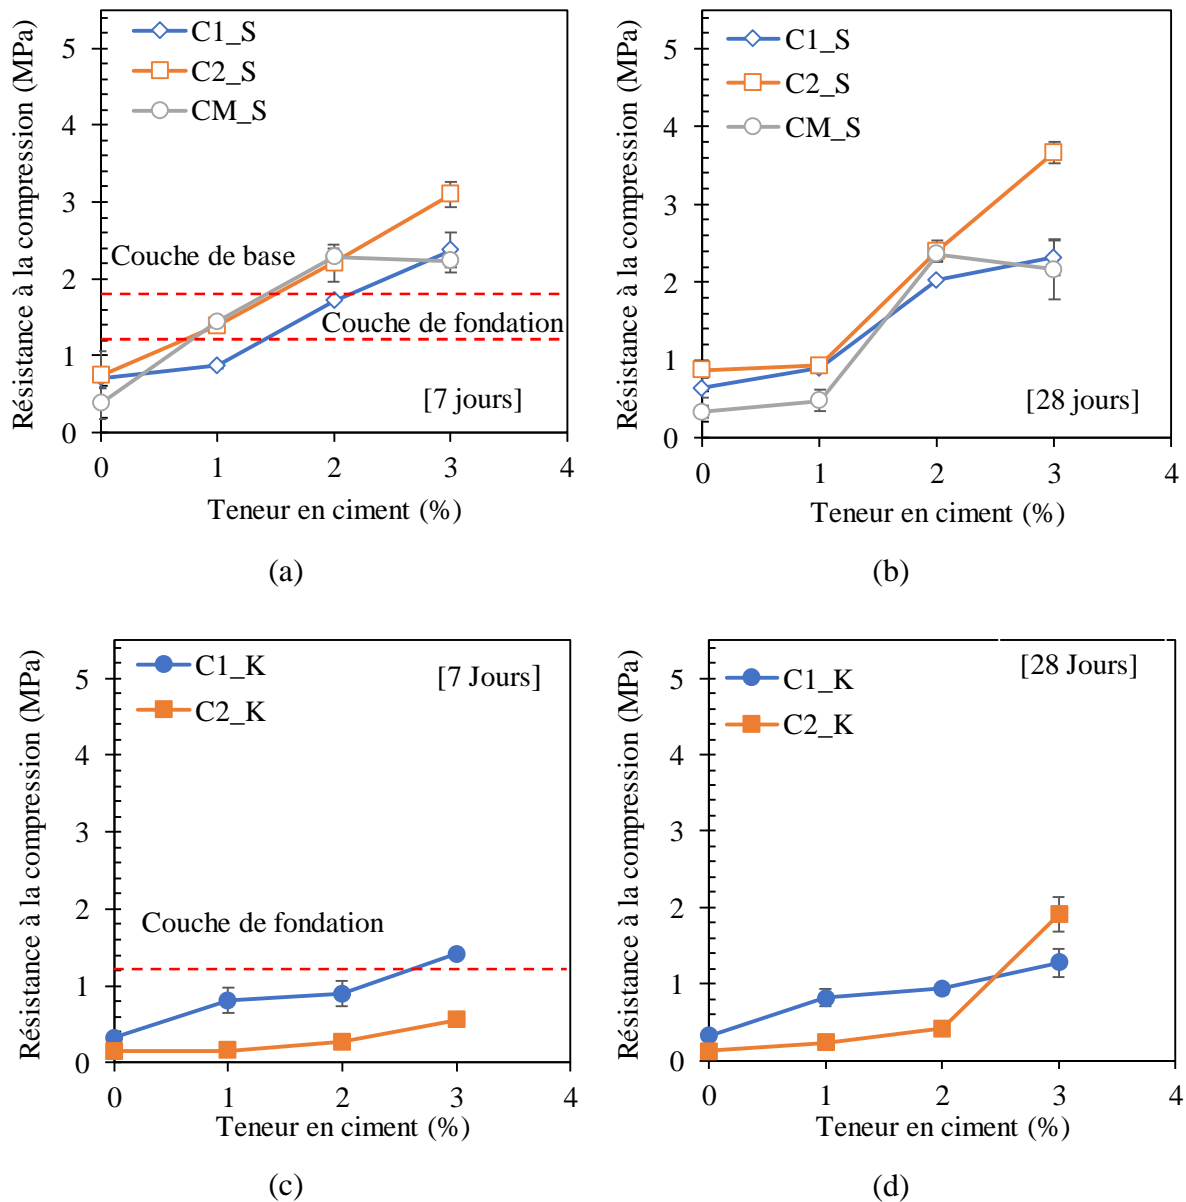 Résistance à la compression (MPa)
5
4
3
2
1
0
C1_S
C2_S
CM_S
Couche de base
Couche de fondation
[7 jours]
0 1 2 3 4
Teneur en ciment (%)
(a)
Résistance à la compression (MPa)
5
4
3
2
1
0
C1_S
C2_S
CM_S
[28 jours]
0 1 2 3 4
Teneur en ciment (%)
(b)
Résistance à la compression (MPa)
5
4
3
2
1
0
C1_K
C2_K
[7 Jours]
Couche de fondation
0 1 2 3 4
Teneur en ciment (%)
(c)
Résistance à la compression (MPa)
5
4
3
2
1
0
C1_K
C2_K
[28 Jours]
0 1 2 3 4
Teneur en ciment (%)
(d)